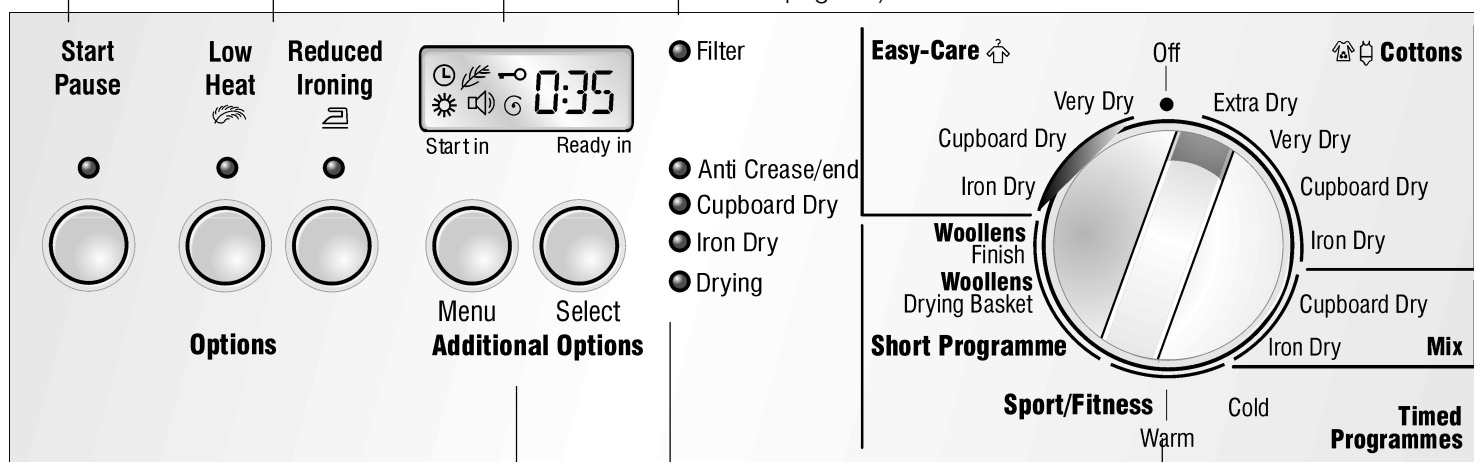 Start
Pause
Low
Heat
Reduced
Ironing
0:35
Start in
Ready in
Menu
Select
Options
Additional Options
Filter
Anti Crease/end
Cupboard Dry
Iron Dry
Drying
Easy-Care
Off
Cottons
Very Dry
Cupboard Dry
Iron Dry
Extra Dry
Very Dry
Cupboard Dry
Iron Dry
Woollens
Finish
Woollens
Drying Basket
Short Programme
Cupboard Dry
Iron Dry
Mix
Sport/Fitness
Warm
Cold
Timed
Programmes